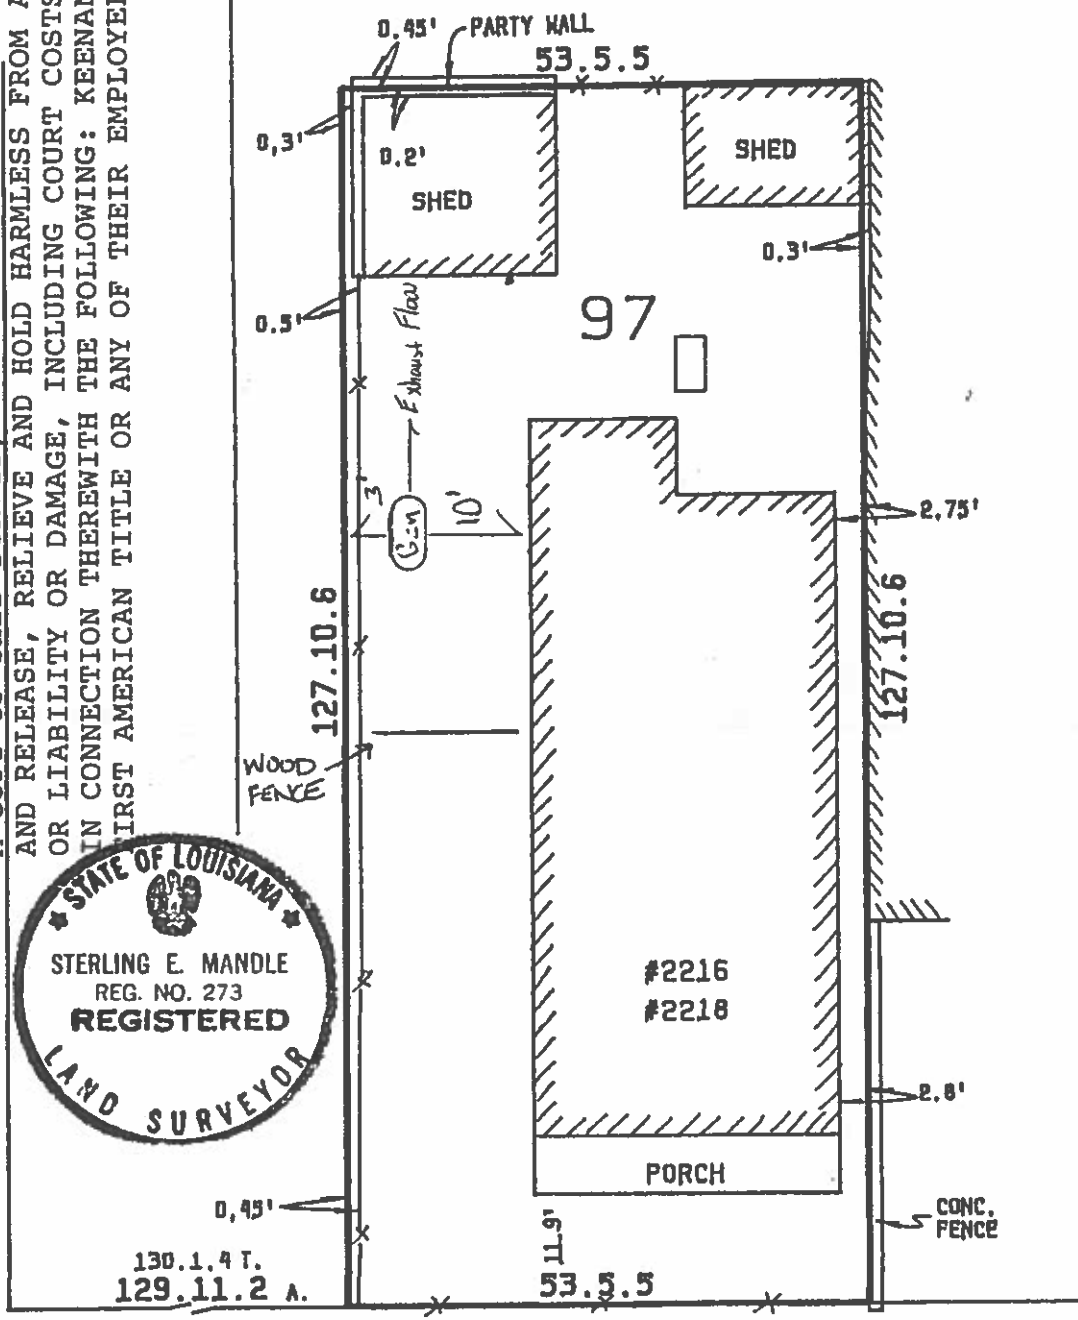 AND RELEASE, RELIEVE AND HOLD HARMLESS FROM A
OR LIABILITY OR DAMAGE, INCLUDING COURT COSTS
IN CONNECTION THEREWITH THE FOLLOWING: KEENAN
FIRST AMERICAN TITLE OR ANY OF THEIR EMPLOYEE
0.45'
PARTY WALL
53.5.5
0,3'
0.2'
SHED
SHED
0.3'
0.5'
97
Exhaust Flow
3'
Gen
10'
2.75'
127.10.6
127.10.6
WOOD
FENCE
STATE OF LOUISIANA
STERLING E. MANDLE
REG. NO. 273
REGISTERED
LAND SURVEYOR
#2216
#2218
2.8'
PORCH
0,45'
CONC.
FENCE
11.9'
130.1.4 T.
129.11.2 A.
53.5.5